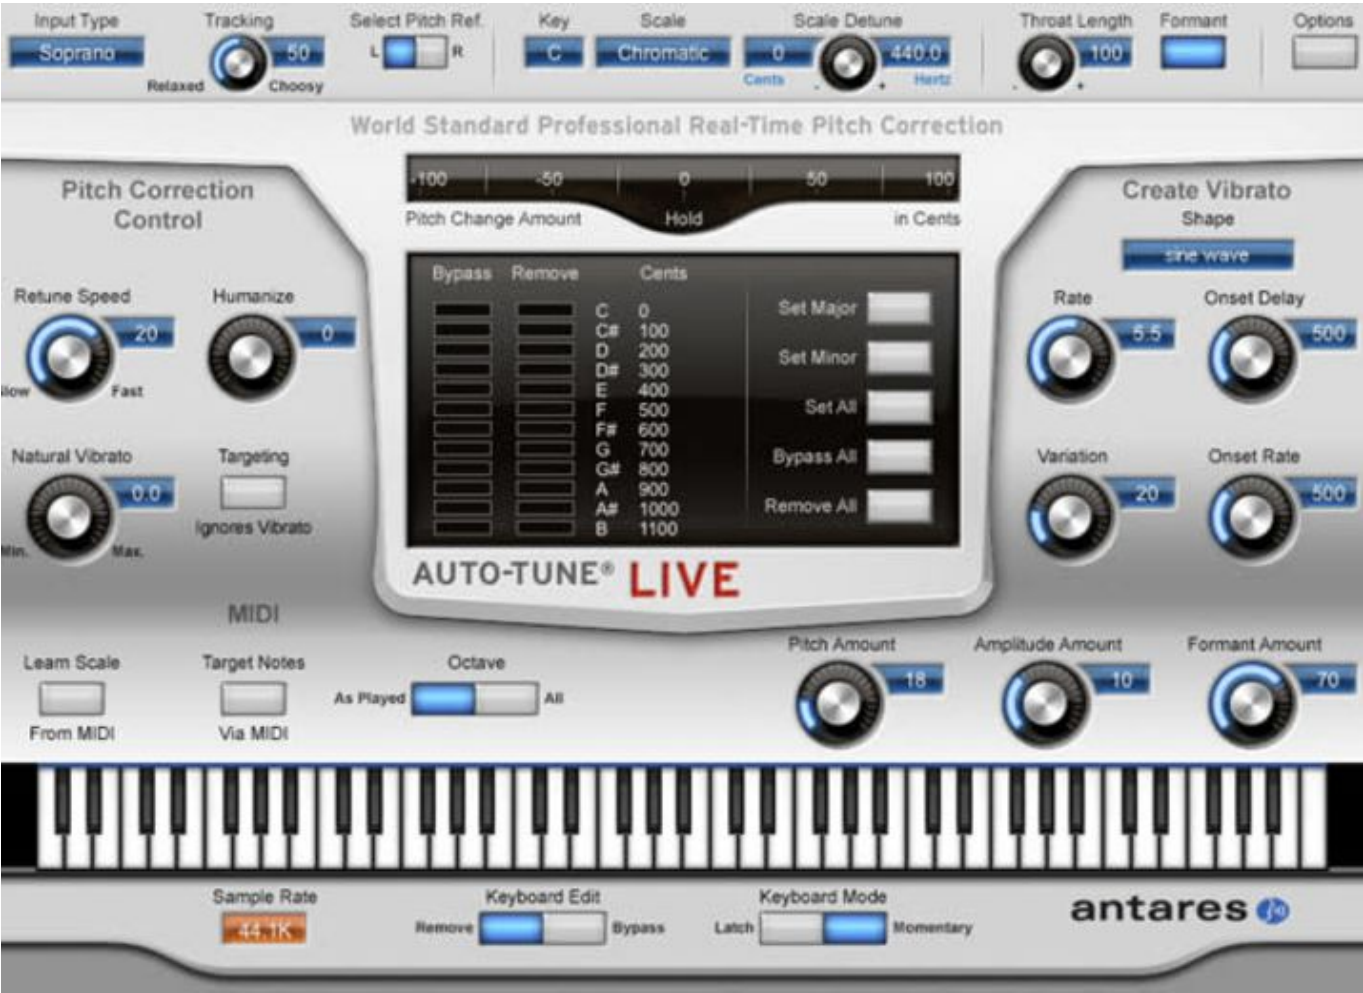 Input Type
Tracking
Select Pitch Ref.
Key
Scale
Scale Detune
Throat Length
Formant
Options
Soprano
50
L
R
C
Chromatic
0
440.0
100
Relaxed
Choosy
Cents
-
+
Hertz
-
+
World Standard Professional Real-Time Pitch Correction
-100
-50
0
50
100
Pitch Change Amount
Hold
in Cents
Pitch Correction
Control
Retune Speed
Humanize
20
0
Slow
Fast
Natural Vibrato
Targeting
0.0
Ignores Vibrato
Min.
Max.
Bypass
Remove
Cents
C 0
C# 100
D 200
D# 300
E 400
F 500
F# 600
G 700
G# 800
A 900
A# 1000
B 1100
Set Major
Set Minor
Set All
Bypass All
Remove All
AUTO-TUNE® LIVE
Create Vibrato
Shape
sine wave
Rate
Onset Delay
5.5
500
Variation
Onset Rate
20
500
MIDI
Learn Scale
Target Notes
Octave
As Played
All
From MIDI
Via MIDI
Pitch Amount
Amplitude Amount
Formant Amount
18
10
70
Sample Rate
Keyboard Edit
Keyboard Mode
44.1K
Remove
Bypass
Latch
Momentary
antares